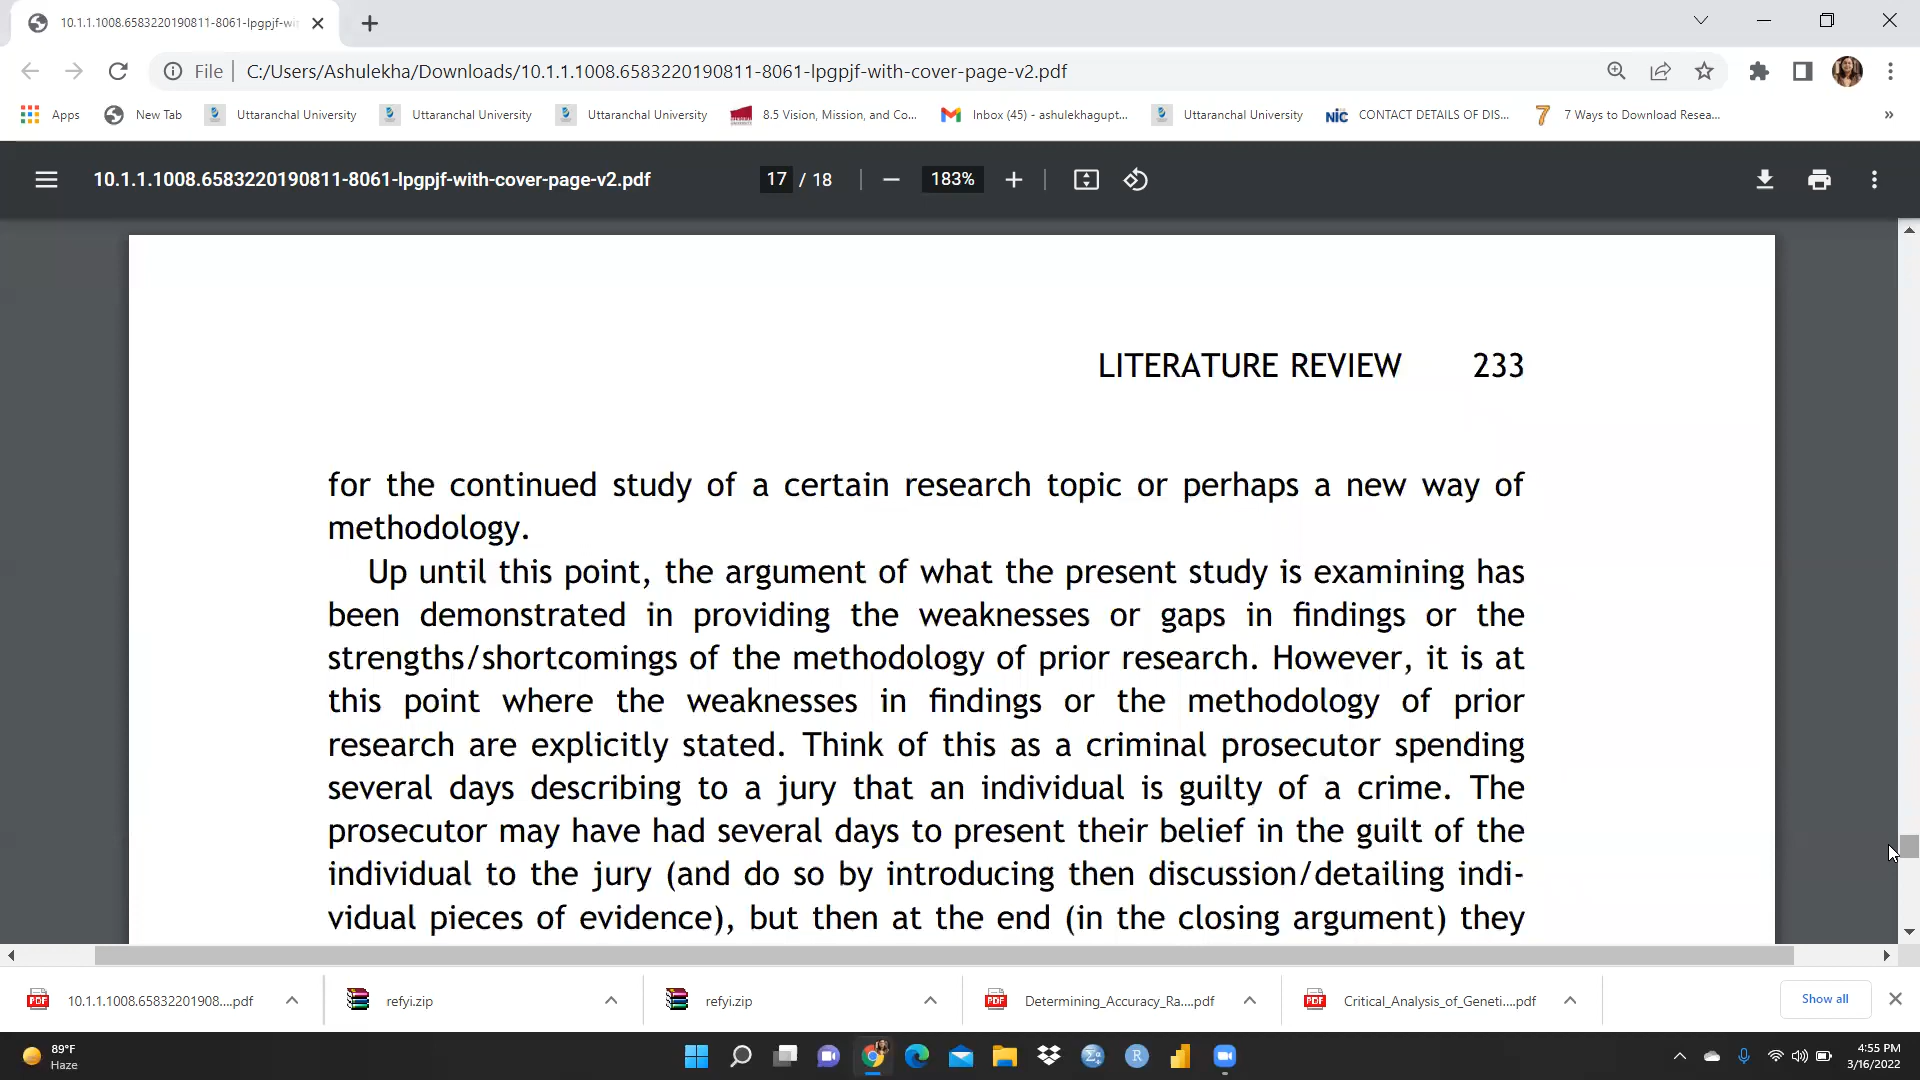 10.1.1.1008.6583220190811-8061-lpgpjf-wi
File
C:/Users/Ashulekha/Downloads/10.1.1.1008.6583220190811-8061-lpgpjf-with-cover-page-v2.pdf
Apps
New Tab
Uttaranchal University
Uttaranchal University
Uttaranchal University
8.5 Vision, Mission, and Co...
Inbox (45) - ashulekhagupt...
Uttaranchal University
NIC
CONTACT DETAILS OF DIS...
7 Ways to Download Resea...
»
10.1.1.1008.6583220190811-8061-lpgpjf-with-cover-page-v2.pdf
17 / 18
183%
LITERATURE REVIEW 233
for the continued study of a certain research topic or perhaps a new way of
methodology.
Up until this point, the argument of what the present study is examining has
been demonstrated in providing the weaknesses or gaps in findings or the
strengths/shortcomings of the methodology of prior research. However, it is at
this point where the weaknesses in findings or the methodology of prior
research are explicitly stated. Think of this as a criminal prosecutor spending
several days describing to a jury that an individual is guilty of a crime. The
prosecutor may have had several days to present their belief in the guilt of the
individual to the jury (and do so by introducing then discussion/detailing indi-
vidual pieces of evidence), but then at the end (in the closing argument) they
PDF
10.1.1.1008.65832201908....pdf
refyi.zip
refyi.zip
PDF
Determining_Accuracy_Ra....pdf
PDF
Critical_Analysis_of_Geneti....pdf
Show all
89°F
Haze
R
4:55 PM
3/16/2022